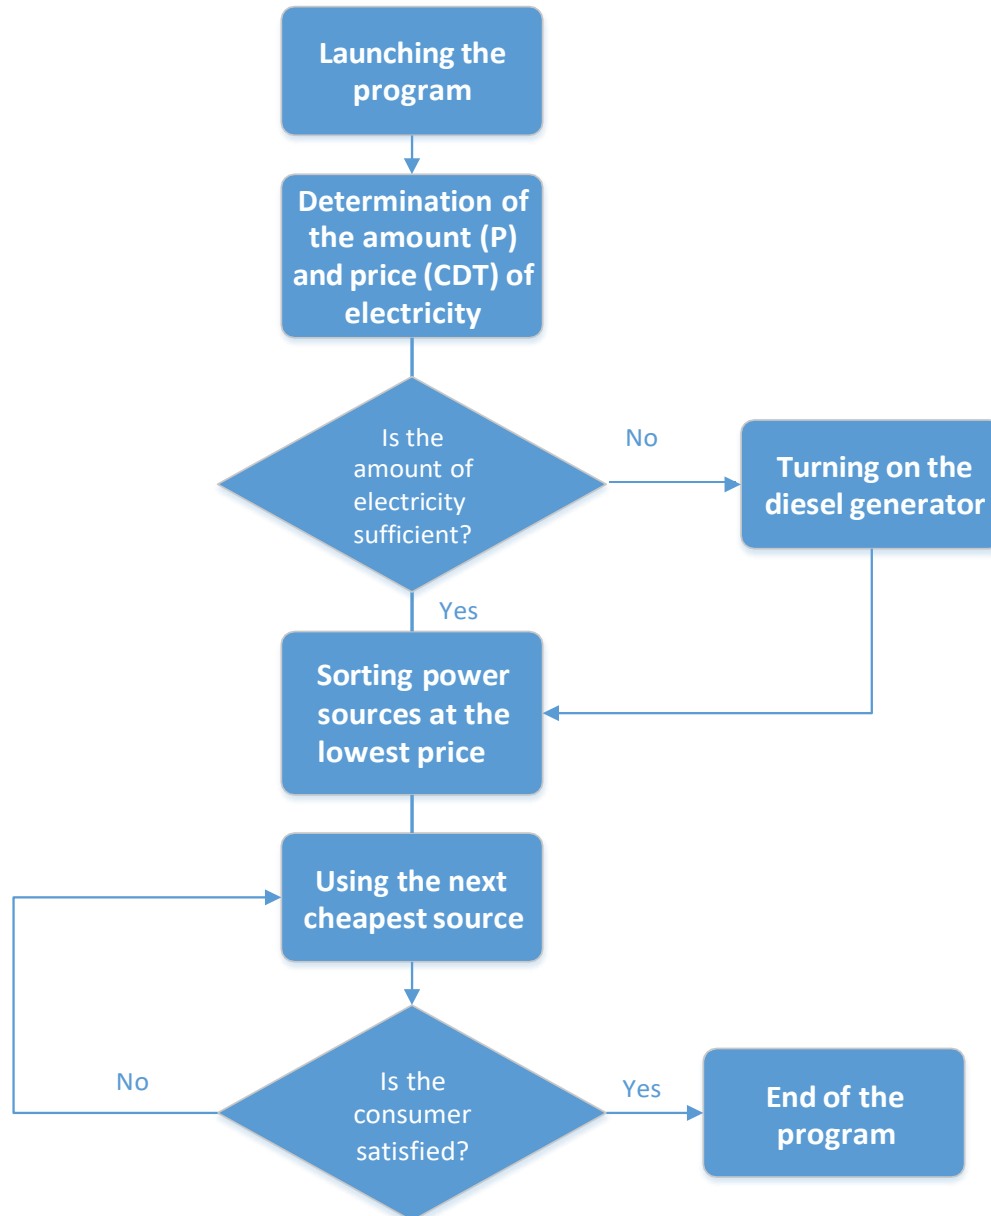 Launching the
program
Determination of
the amount (P)
and price (CDT) of
electricity
Is the
amount of
electricity
sufficient?
No
Turning on the
diesel generator
Yes
Sorting power
sources at the
lowest price
Using the next
cheapest source
No
Is the
consumer
satisfied?
Yes
End of the
program